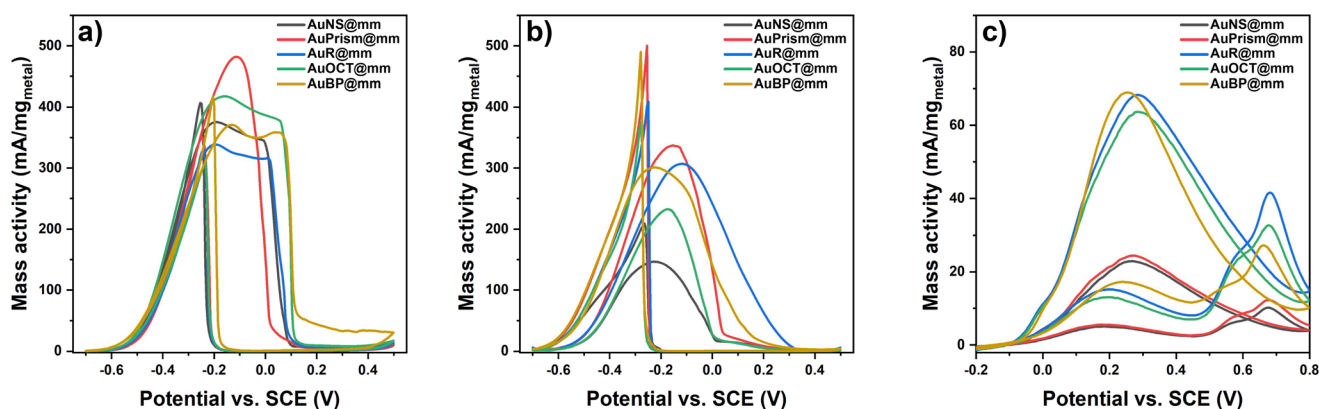 a)
AuNS@mm
AuPrism@mm
AuR@mm
AuOCT@mm
AuBP@mm
Mass activity (mA/mgmetal)
500
400
300
200
100
0
-0.6 -0.4 -0.2 0.0 0.2 0.4
Potential vs. SCE (V)
b)
AuNS@mm
AuPrism@mm
AuR@mm
AuOCT@mm
AuBP@mm
Mass activity (mA/mgmetal)
500
400
300
200
100
0
-0.6 -0.4 -0.2 0.0 0.2 0.4
Potential vs. SCE (V)
c)
AuNS@mm
AuPrism@mm
AuR@mm
AuOCT@mm
AuBP@mm
Mass activity (mA/mgmetal)
80
60
40
20
0
-0.2 0.0 0.2 0.4 0.6 0.8
Potential vs. SCE (V)